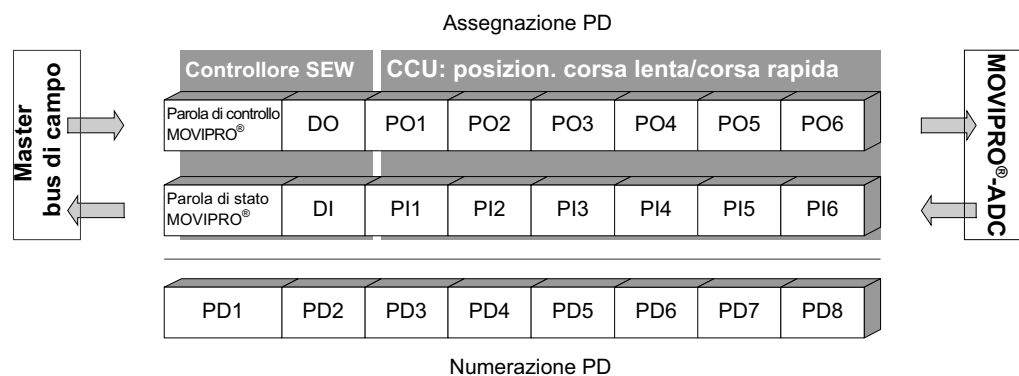 Assegnazione PD
Master
bus di campo
Controllore SEW
CCU: posizion. corsa lenta/corsa rapida
Parola di controllo
MOVIPRO®
DO
PO1
PO2
PO3
PO4
PO5
PO6
Parola di stato
MOVIPRO®
DI
PI1
PI2
PI3
PI4
PI5
PI6
MOVIPRO®-ADC
PD1
PD2
PD3
PD4
PD5
PD6
PD7
PD8
Numerazione PD